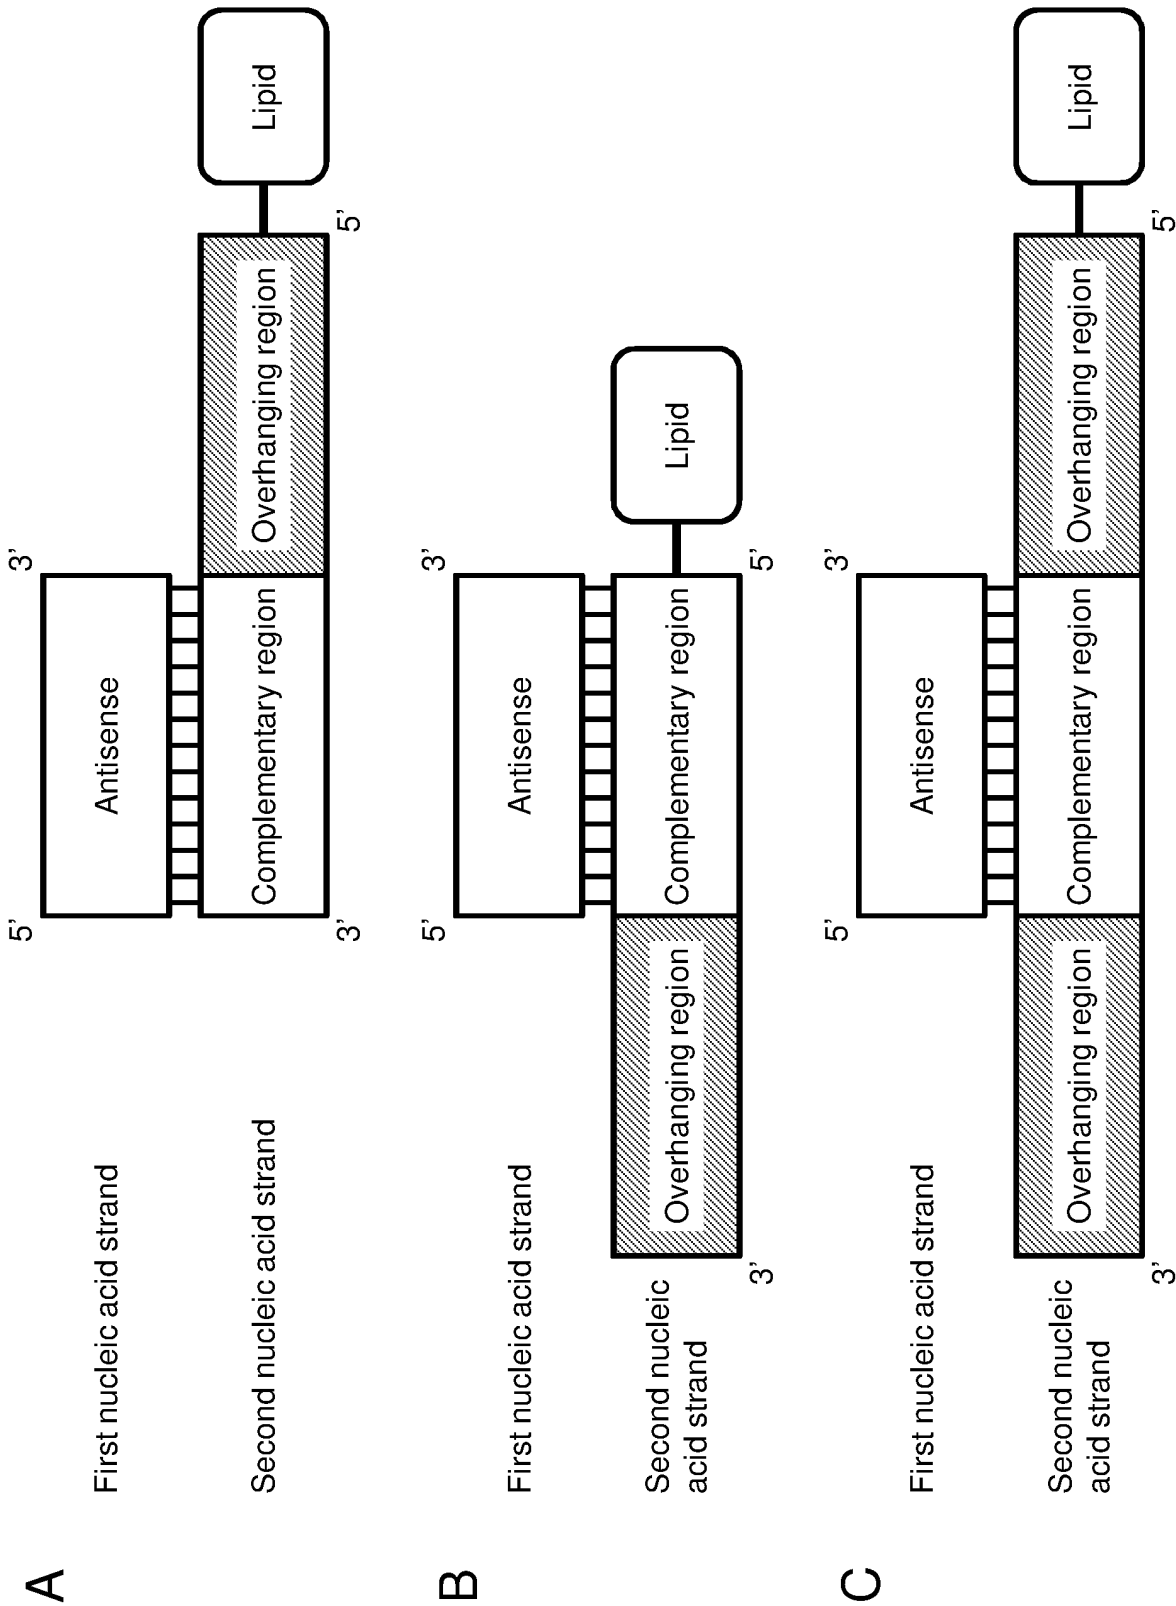 A
5' 3'
First nucleic acid strand Antisense
Second nucleic acid strand Complementary region Overhanging region Lipid
3' 5'
B
5' 3'
First nucleic acid strand Antisense
Second nucleic
acid strand
Overhanging region Complementary region Lipid
3' 5'
C
5' 3'
First nucleic acid strand Antisense
Second nucleic
acid strand
Overhanging region Complementary region Overhanging region Lipid
3' 5'